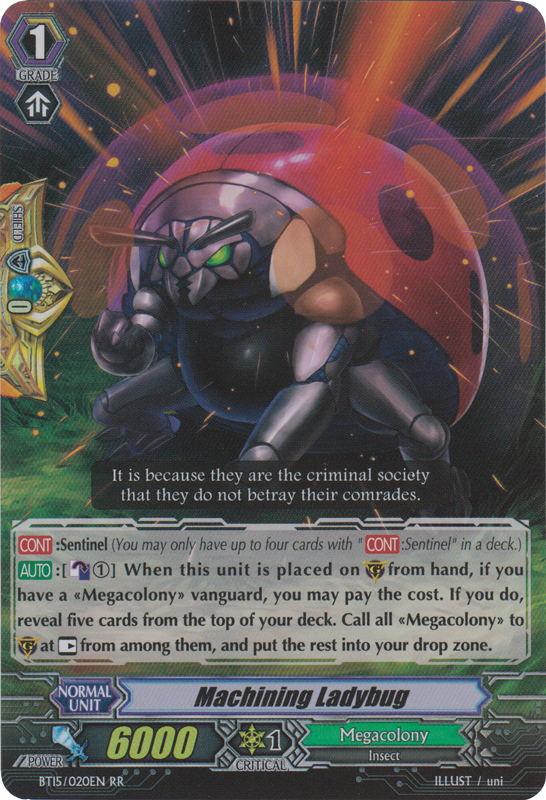 1
GRADE
SHIELD
0
It is because they are the criminal society
that they do not betray their comrades.
CONT :Sentinel (You may only have up to four cards with "CONT:Sentinel" in a deck.)
AUTO :[ ①] When this unit is placed on G from hand, if you
have a «Megacolony» vanguard, you may pay the cost. If you do,
reveal five cards from the top of your deck. Call all «Megacolony» to
G at from among them, and put the rest into your drop zone.
NORMAL
UNIT
Machining Ladybug
POWER
6000
1
CRITICAL
Megacolony
Insect
BT15/020EN RR
ILLUST / uni